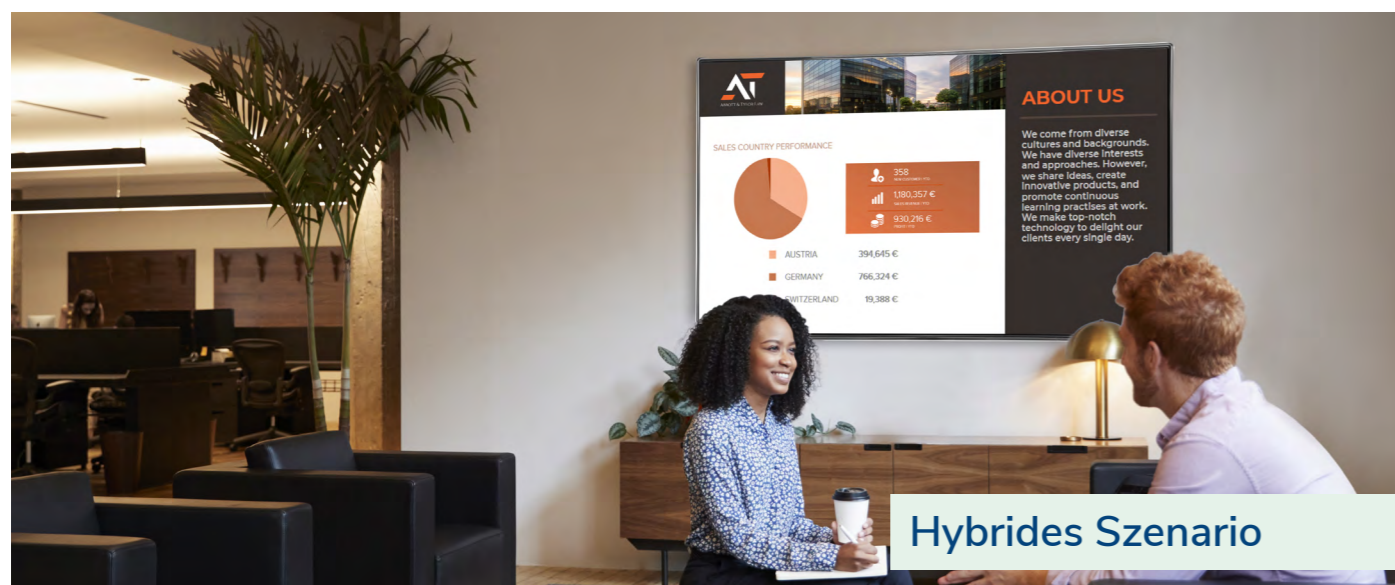 AT
SALES COUNTRY PERFORMANCE
358
1,180,357 €
930,216 €
AUSTRIA 394,645 €
GERMANY 766,324 €
SWITZERLAND 19,388 €
ABOUT US
We come from diverse
cultures and backgrounds.
We have diverse interests
and approaches. However,
we share ideas, create
innovative products, and
promote continuous
learning practises at work.
We make top-notch
technology to delight our
clients every single day.
Hybrides Szenario